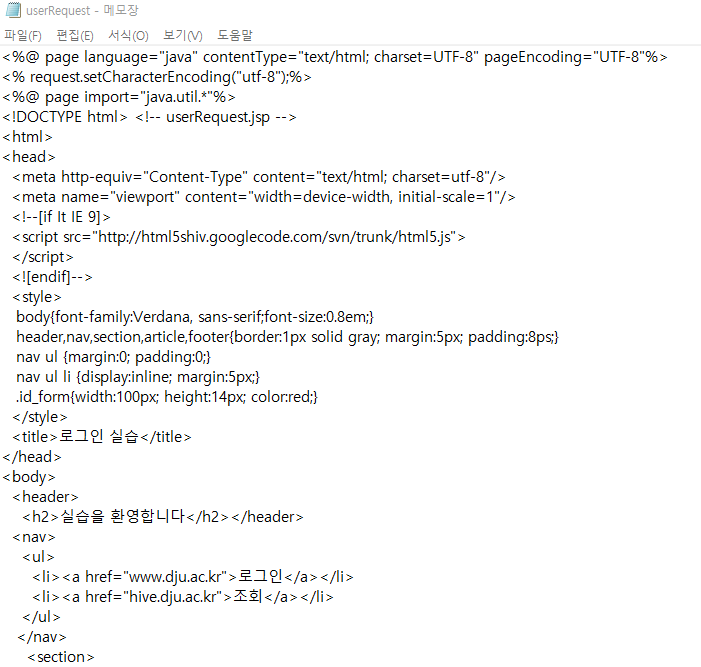 userRequest - 메모장
파일(F) 편집(E) 서식(O) 보기(V) 도움말
<%@ page language="java" contentType="text/html; charset=UTF-8" pageEncoding="UTF-8"%>
<% request.setCharacterEncoding("utf-8");%>
<%@ page import="java.util.*"%>
<!DOCTYPE html> <!-- userRequest.jsp -->
<html>
<head>
<meta http-equiv="Content-Type" content="text/html; charset=utf-8"/>
<meta name="viewport" content="width=device-width, initial-scale=1"/>
<!--[if It IE 9]>
<script src="http://html5shiv.googlecode.com/svn/trunk/html5.js">
</script>
<![endif]-->
<style>
body{font-family:Verdana, sans-serif;font-size:0.8em;}
header,nav,section,article,footer{border:1px solid gray; margin:5px; padding:8ps;}
nav ul {margin:0; padding:0;}
nav ul li {display:inline; margin:5px;}
.id_form{width:100px; height:14px; color:red;}
</style>
<title>로그인 실습</title>
</head>
<body>
<header>
<h2>실습을 환영합니다</h2></header>
<nav>
<ul>
<li><a href="www.dju.ac.kr">로그인</a></li>
<li><a href="hive.dju.ac.kr">조회</a></li>
</ul>
</nav>
<section>